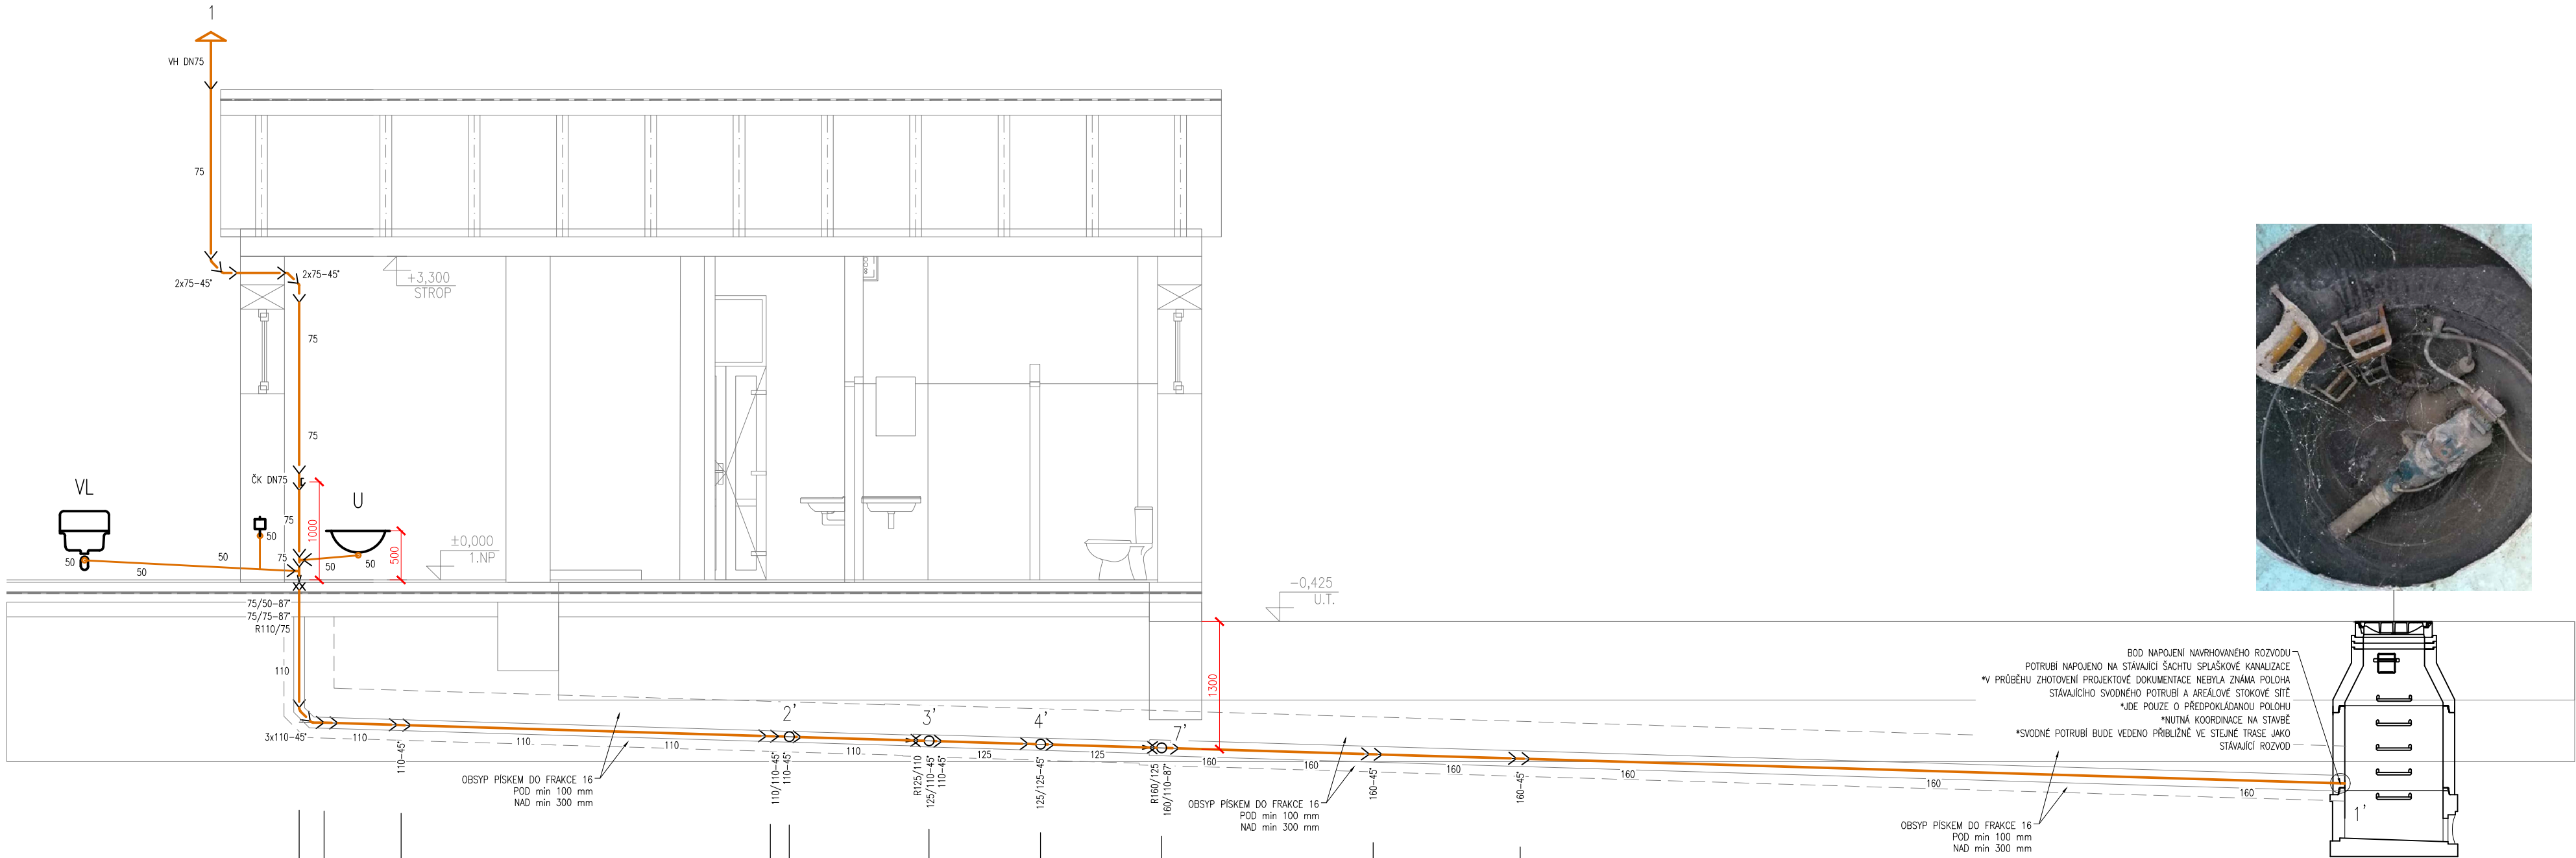 1
VH DN75
75
2x75-45°
2x75-45°
+3,300
STROP
75
75
ČK DN75
VL
U
75
1000
50
500
±0,000
1.NP
50
75
50
50
50
50
75/50-87°
75/75-87°
R110/75
-0,425
U.T.
110
1300
3x110-45°
110
110-45°
110
110
2'
110/110-45°
110-45°
110
3'
R125/110
125/110-45°
110-45°
125
4'
125/125-45°
125
7'
R160/125
160/110-87°
160
160
160-45°
160
160-45°
160
160
160
1'
OBSYP PÍSKEM DO FRAKCE 16
POD min 100 mm
NAD min 300 mm
OBSYP PÍSKEM DO FRAKCE 16
POD min 100 mm
NAD min 300 mm
OBSYP PÍSKEM DO FRAKCE 16
POD min 100 mm
NAD min 300 mm
BOD NAPOJENÍ NAVRHOVANÉHO ROZVODU
POTRUBÍ NAPOJENO NA STÁVAJÍCÍ ŠACHTU SPLAŠKOVÉ KANALIZACE
*V PRŮBĚHU ZHOTOVENÍ PROJEKTOVÉ DOKUMENTACE NEBYLA ZNÁMA POLOHA
STÁVAJÍCÍHO SVODNÉHO POTRUBÍ A AREÁLOVÉ STOKOVÉ SÍTĚ
*JDE POUZE O PŘEDPOKLÁDANOU POLOHU
*NUTNÁ KOORDINACE NA STAVBĚ
*SVODNÉ POTRUBÍ BUDE VEDENO PŘIBLIŽNĚ VE STEJNÉ TRASE JAKO
STÁVAJÍCÍ ROZVOD